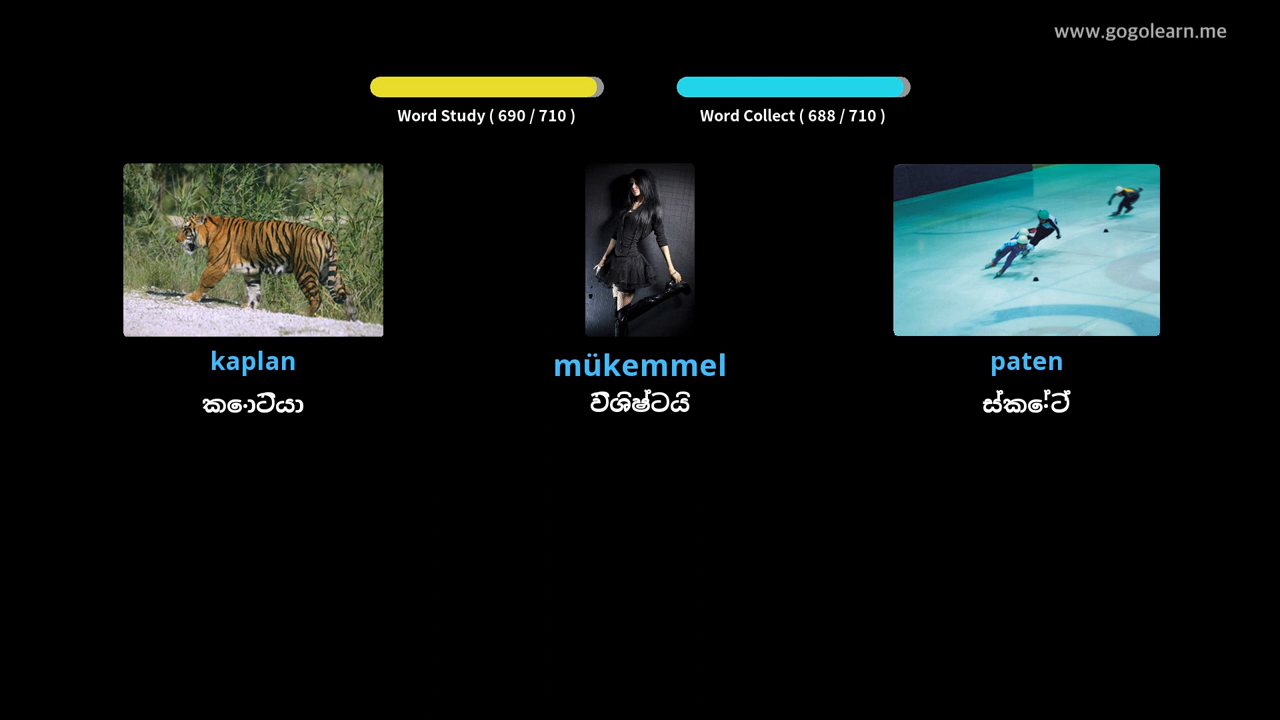 www.gogolearn.me
Word Study ( 690 / 710 )
Word Collect ( 688 / 710 )
kaplan
mükemmel
paten
කොටියා
විශිෂ්ටයි
ස්කේට්